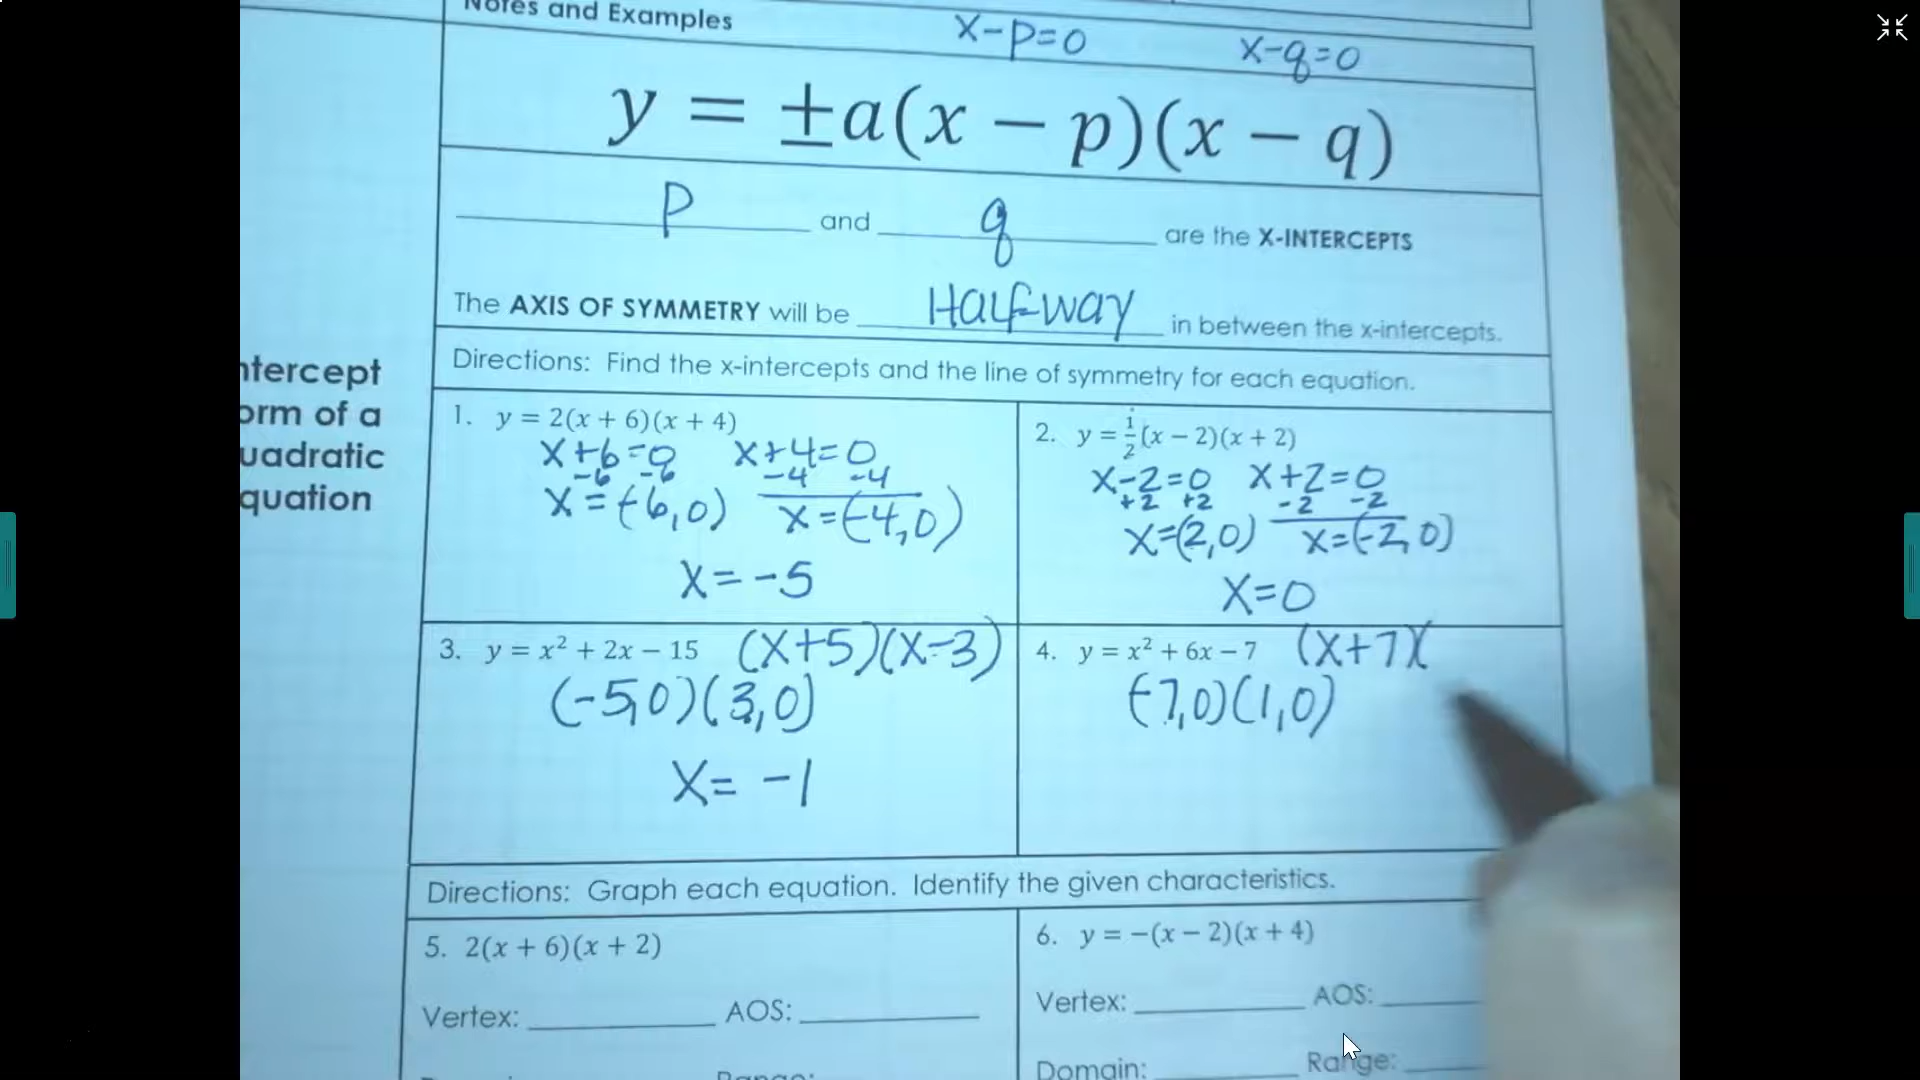 Notes and Examples
x-p=0 x-q=0
y = ±a(x − p)(x − q)
p and q are the X-INTERCEPTS
The AXIS OF SYMMETRY will be Halfway in between the x-intercepts.
Directions: Find the x-intercepts and the line of symmetry for each equation.
ntercept
orm of a
uadratic
quation
1. y = 2(x + 6)(x + 4)
x+6=0 x+4=0
-6 -6 -4 -4
x=(-6,0) x=(-4,0)
x=-5
2. y = 1/2(x − 2)(x + 2)
x-2=0 x+2=0
+2 +2 -2 -2
x=(2,0) x=(-2,0)
x=0
3. y = x² + 2x − 15 (x+5)(x-3)
(-5,0)(3,0)
x=-1
4. y = x² + 6x − 7 (x+7)(
(-7,0)(1,0)
Directions: Graph each equation. Identify the given characteristics.
5. 2(x + 6)(x + 2)
Vertex: AOS:
6. y = −(x − 2)(x + 4)
Vertex: AOS:
Domain: Range: